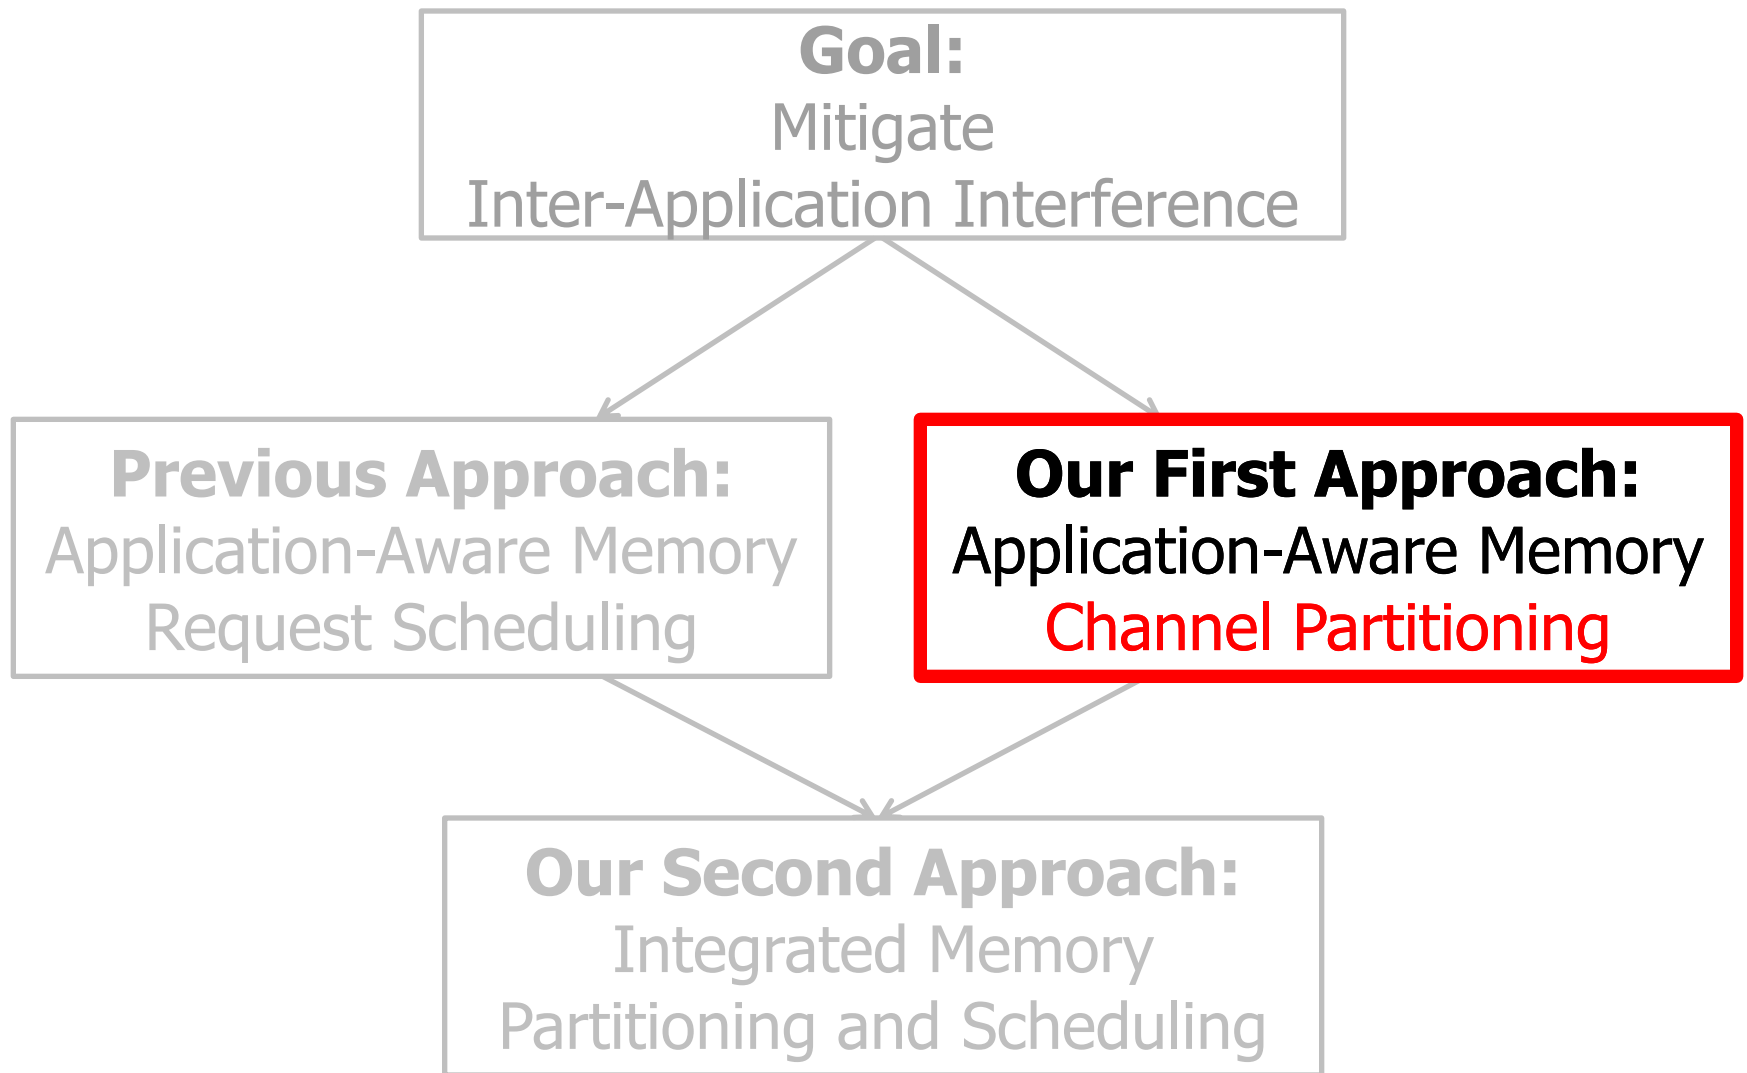 Goal:
Mitigate
Inter-Application Interference
Previous Approach:
Application-Aware Memory
Request Scheduling
Our First Approach:
Application-Aware Memory
Channel Partitioning
Our Second Approach:
Integrated Memory
Partitioning and Scheduling